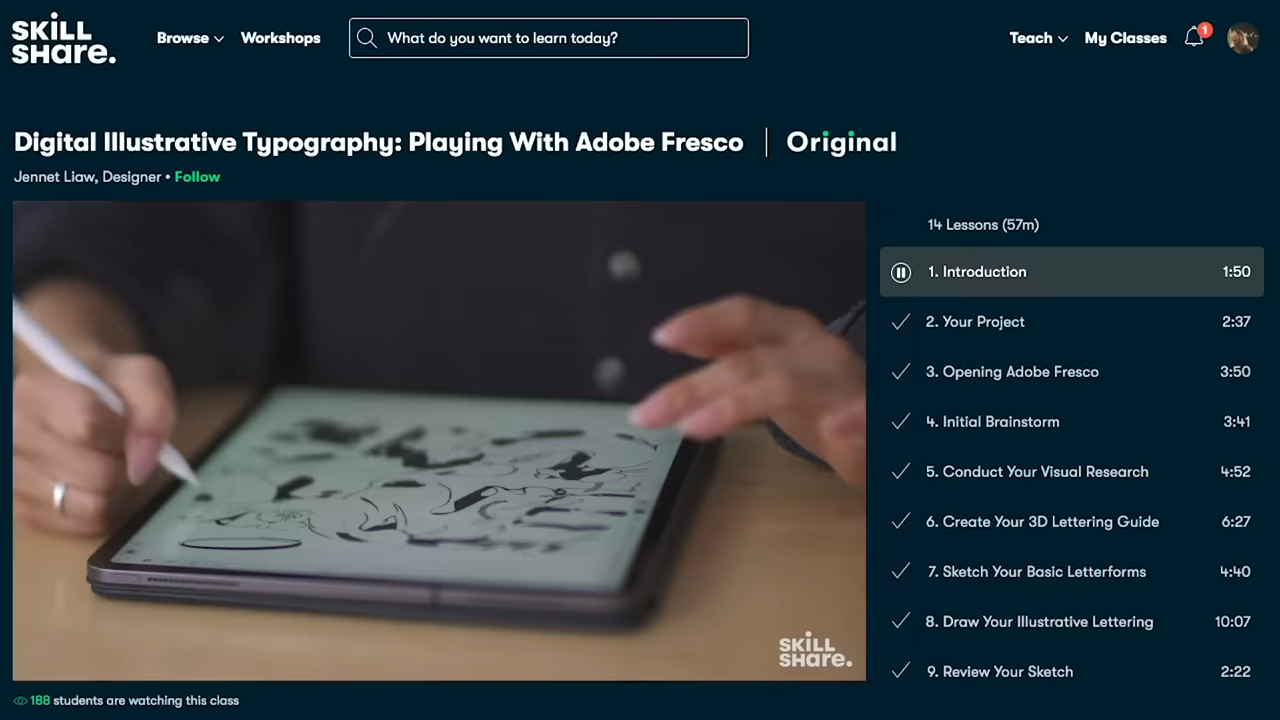 SKILL
SHARE.
Browse
Workshops
What do you want to learn today?
Teach
My Classes
1
Digital Illustrative Typography: Playing With Adobe Fresco | Original
Jennet Liaw, Designer • Follow
14 Lessons (57m)
1. Introduction 1:50
2. Your Project 2:37
3. Opening Adobe Fresco 3:50
4. Initial Brainstorm 3:41
5. Conduct Your Visual Research 4:52
6. Create Your 3D Lettering Guide 6:27
7. Sketch Your Basic Letterforms 4:40
8. Draw Your Illustrative Lettering 10:07
9. Review Your Sketch 2:22
SKILL
SHARE.
188 students are watching this class